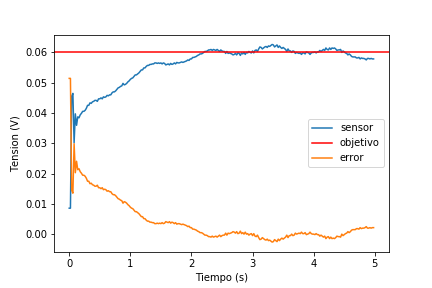 0.06
0.05
0.04
0.03
0.02
0.01
0.00
Tension (V)
sensor
objetivo
error
0 1 2 3 4 5
Tiempo (s)